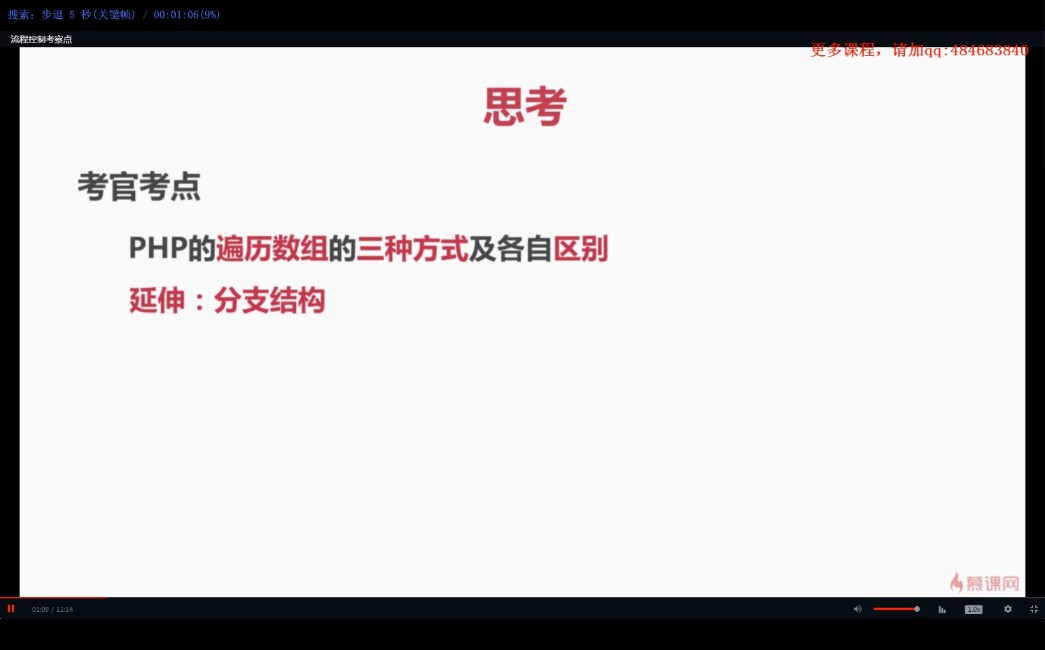 搜索: 步退 5 秒(关键帧) / 00:01:06(9%)
流程控制考察点
更多课程，请加qq:484683840
思考
考官考点
PHP的遍历数组的三种方式及各自区别
延伸：分支结构
慕课网
01:09 / 11:14
1.0x